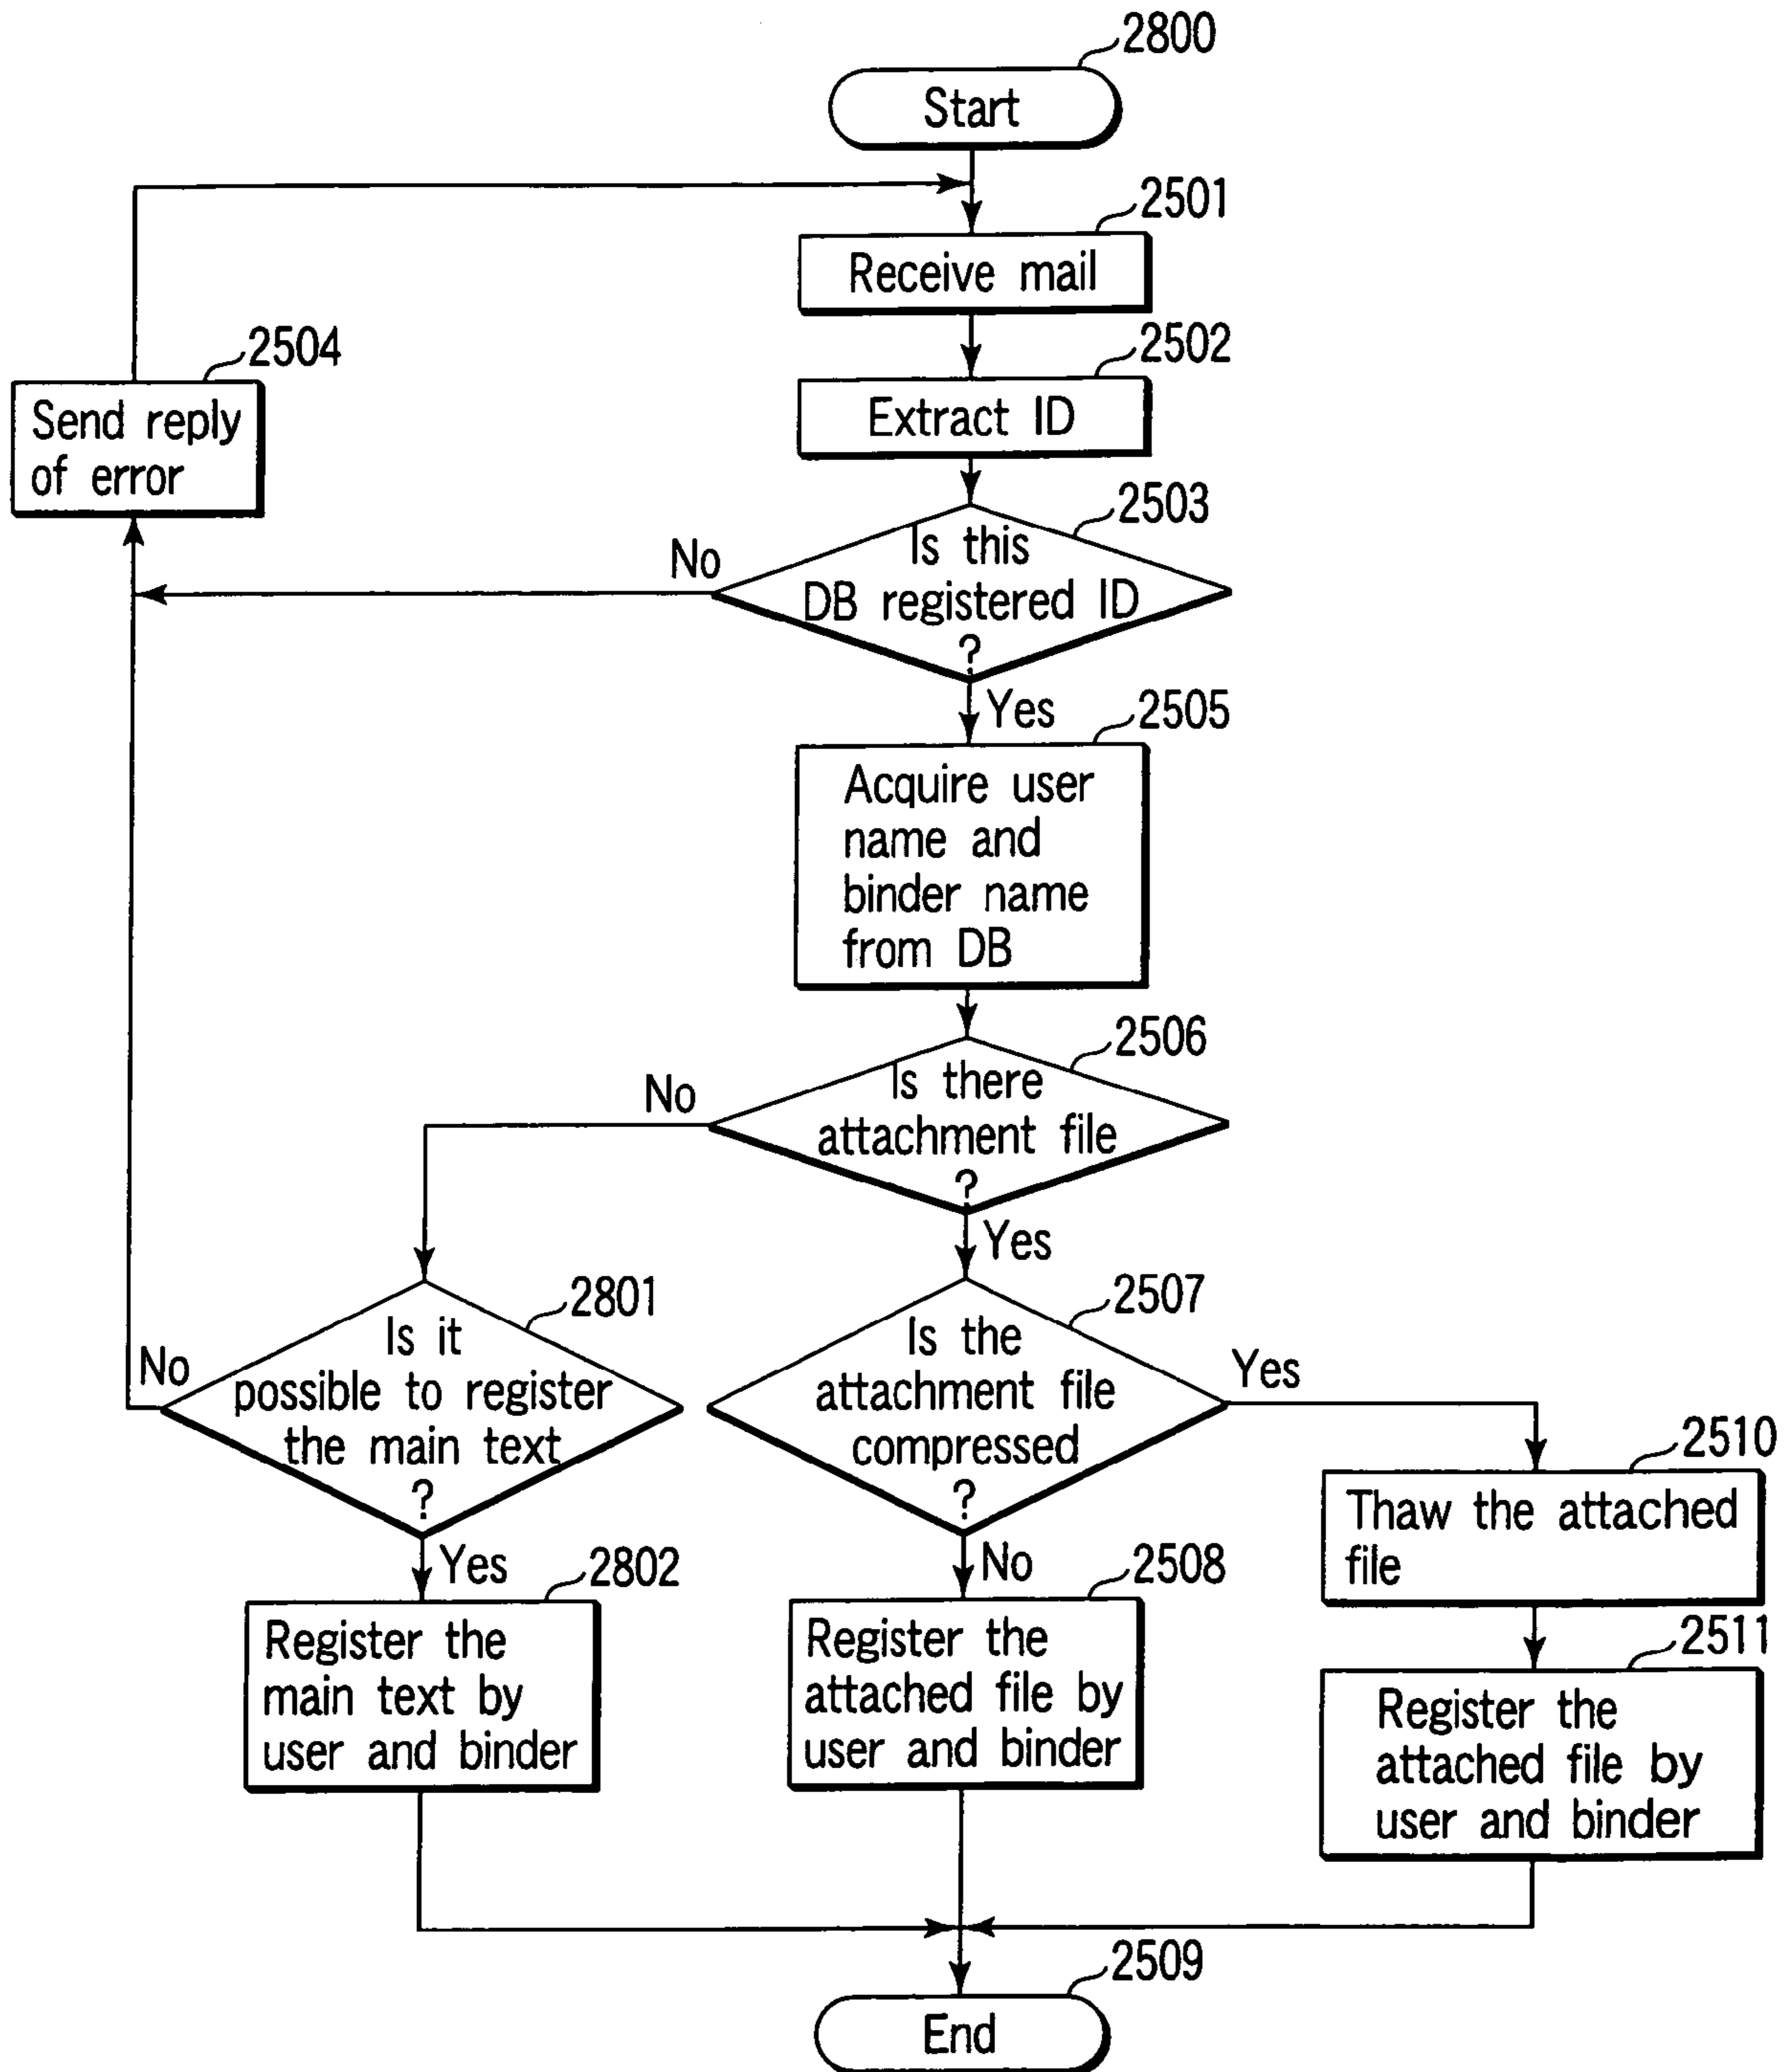 2800
Start
2501
Receive mail
2504
2502
Send reply
of error
Extract ID
2503
No
Is this
DB registered ID
?
Yes
2505
Acquire user
name and
binder name
from DB
2506
No
Is there
attachment file
?
Yes
2801
2507
No
Is it
possible to register
the main text
?
Is the
attachment file
compressed
?
Yes
2510
Thaw the attached
file
Yes
2802
No
2508
2511
Register the
main text by
user and binder
Register the
attached file by
user and binder
Register the
attached file by
user and binder
2509
End